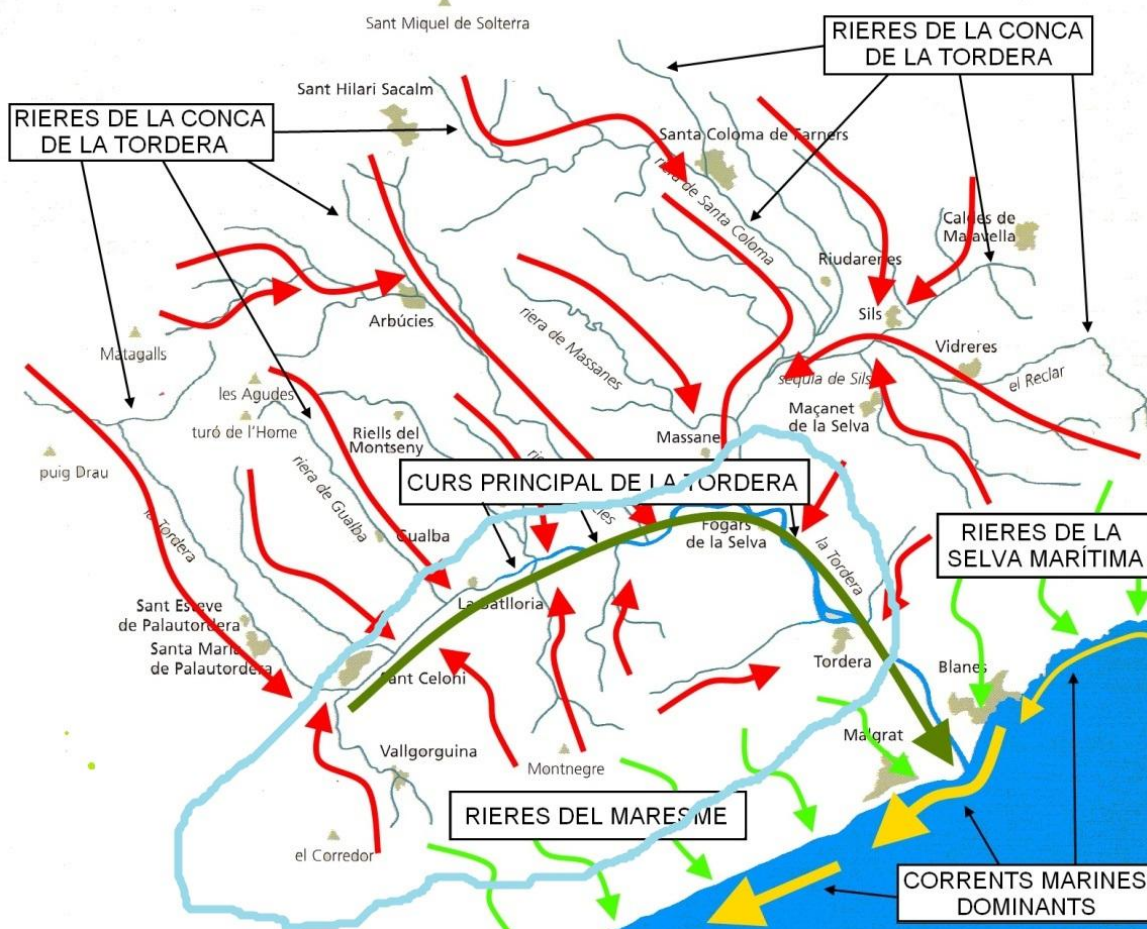 Sant Miquel de Solterra
RIERES DE LA CONCA
DE LA TORDERA
Sant Hilari Sacalm
RIERES DE LA CONCA
DE LA TORDERA
Santa Coloma de Farners
riera de Santa Coloma
Caldes de
Malavella
Riudarenes
Arbúcies
Sils
riera de Massanes
Matagalls
Vidreres
el Reclar
sèquia de Sils
les Agudes
Maçanet
de la Selva
turó de l'Home
Riells del
Montseny
Massane
puig Drau
riera de Gualba
CURS PRINCIPAL DE LA TORDERA
la Tordera
Gualba
Fogars
de la Selva
la Tordera
RIERES DE LA
SELVA MARÍTIMA
La Batlloria
Sant Esteve
de Palautordera
Santa Maria
de Palautordera
Sant Celoni
Tordera
Blanes
Malgrat
Vallgorguina
Montnegre
RIERES DEL MARESME
el Corredor
CORRENTS MARINES
DOMINANTS